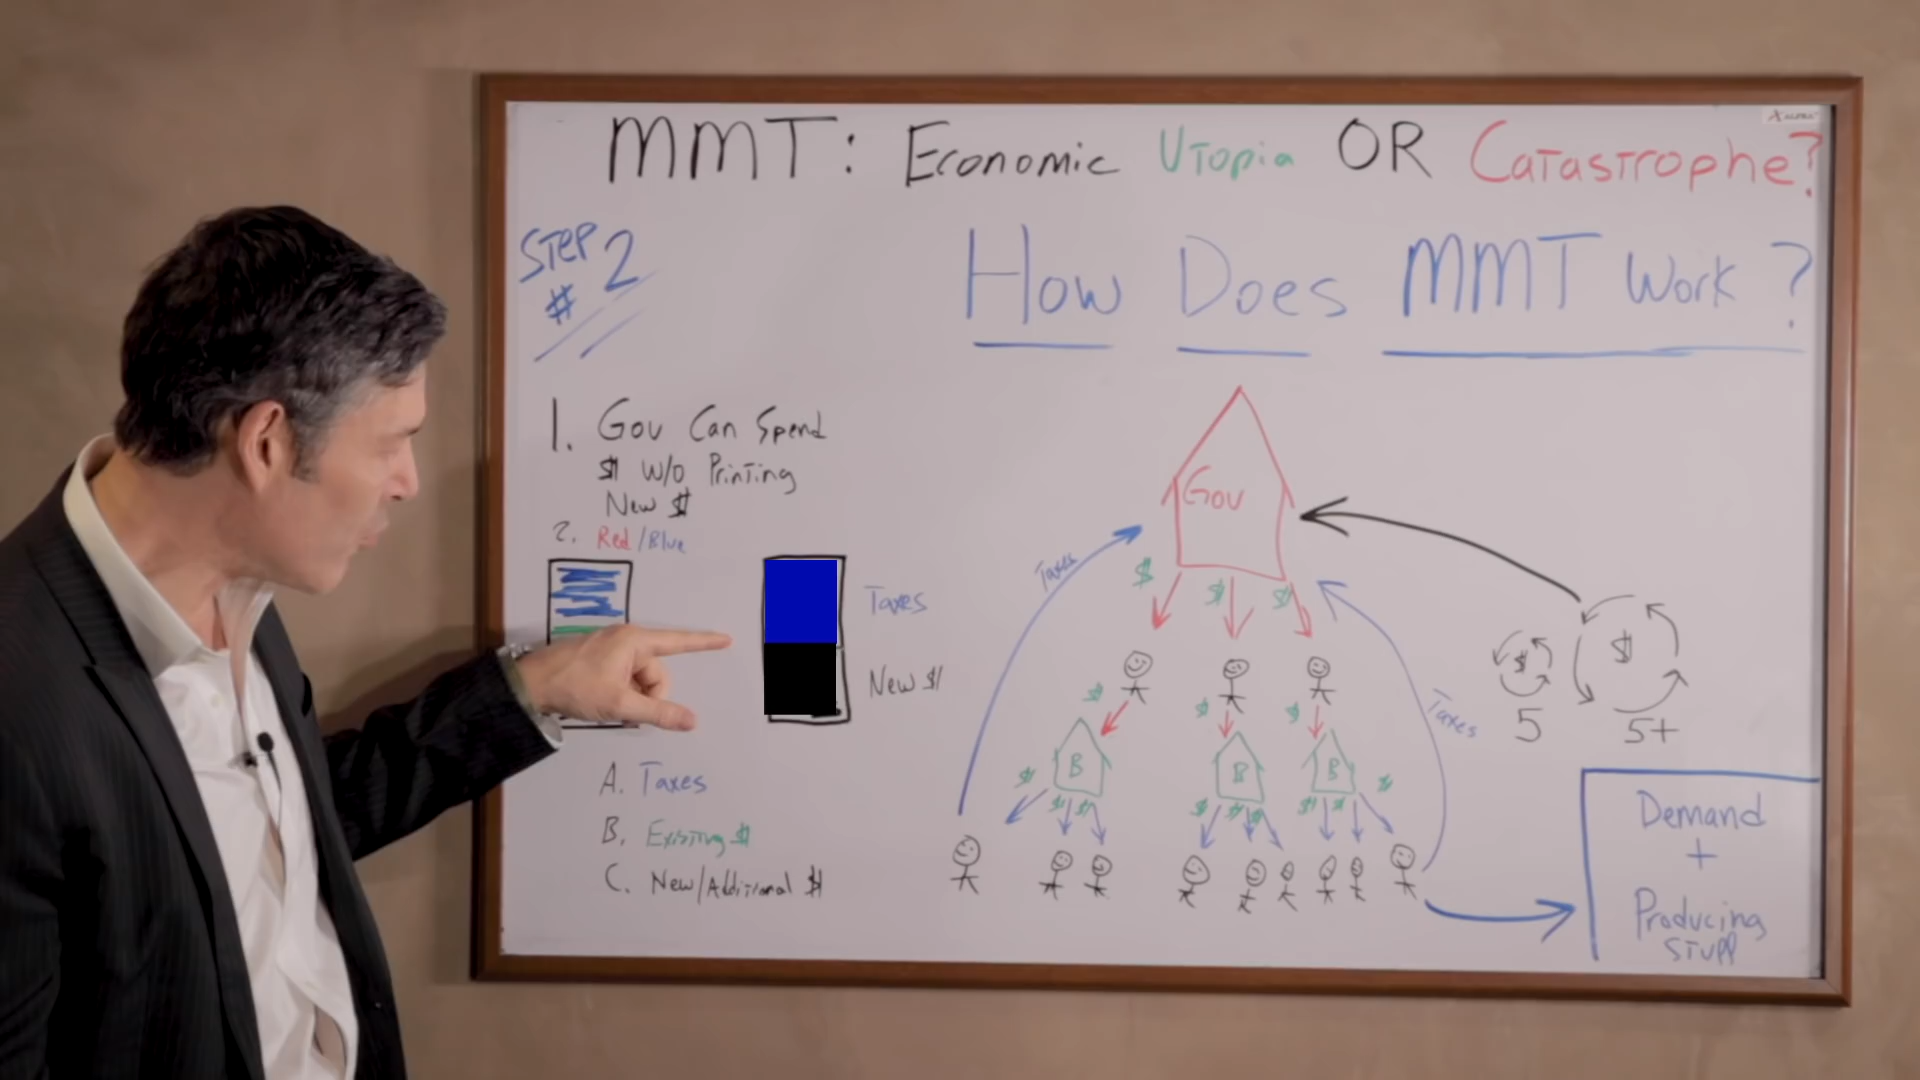 MMT: Economic Utopia OR Catastrophe?
STEP # 2
How Does MMT Work?
1. Gov Can Spend
$ W/O Printing
New $
2. Red/Blue
Taxes
New $
A. Taxes
B. Existing $
C. New/Additional $
Gov
Taxes
$ $ $
Taxes
$ $ $
B B B
$ $ $ $ $ $ $ $ $
$ $
5 5+
Demand
+
Producing
Stuff